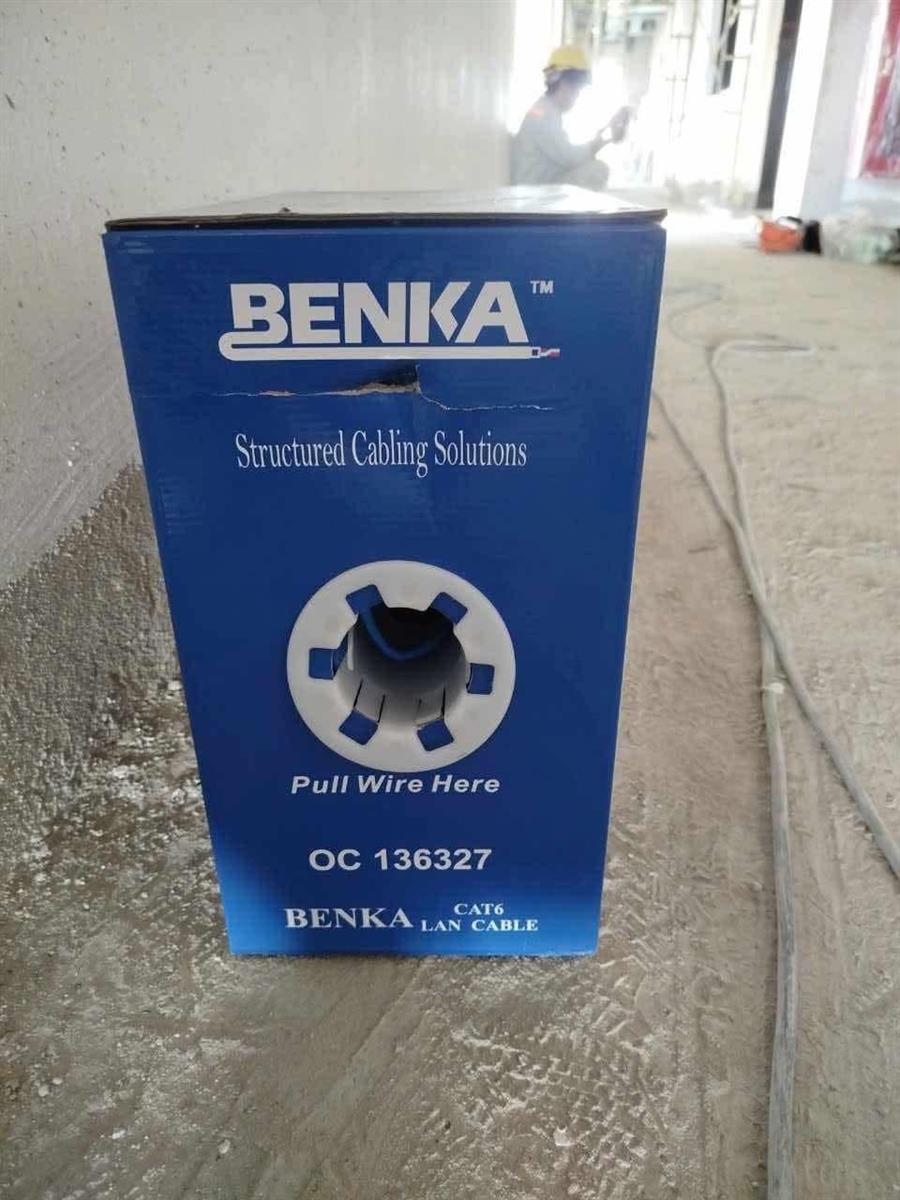 BENKA™
Structured Cabling Solutions
Pull Wire Here
OC 136327
BENKA CAT6
LAN CABLE